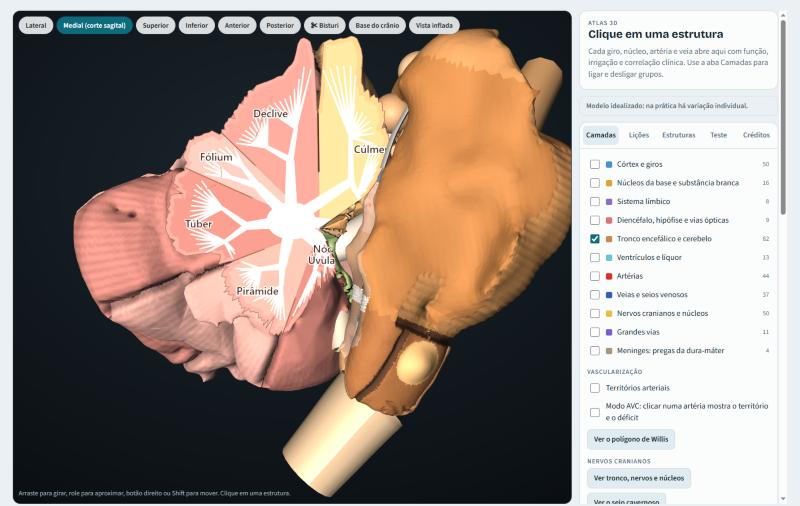 Lateral
Medial (corte sagital)
Superior
Inferior
Anterior
Posterior
Bisturi
Base do crânio
Vista inflada
Declive
Cúlmen
Fólium
Túber
Nód
Úvula
Pirâmide
Arraste para girar, role para aproximar, botão direito ou Shift para mover. Clique em uma estrutura.
ATLAS 3D
Clique em uma estrutura
Cada giro, núcleo, artéria e veia abre aqui com função,
irrigação e correlação clínica. Use a aba Camadas para
ligar e desligar grupos.
Modelo idealizado: na prática há variação individual.
Camadas
Lições
Estruturas
Teste
Créditos
Córtex e giros 50
Núcleos da base e substância branca 16
Sistema límbico 8
Diencéfalo, hipófise e vias ópticas 9
Tronco encefálico e cerebelo 62
Ventrículos e líquor 13
Artérias 44
Veias e seios venosos 37
Nervos cranianos e núcleos 50
Grandes vias 11
Meninges: pregas da dura-máter 4
VASCULARIZAÇÃO
Territórios arteriais
Modo AVC: clicar numa artéria mostra o território
e o déficit
Ver o polígono de Willis
NERVOS CRANIANOS
Ver tronco, nervos e núcleos
Ver o seio cavernoso